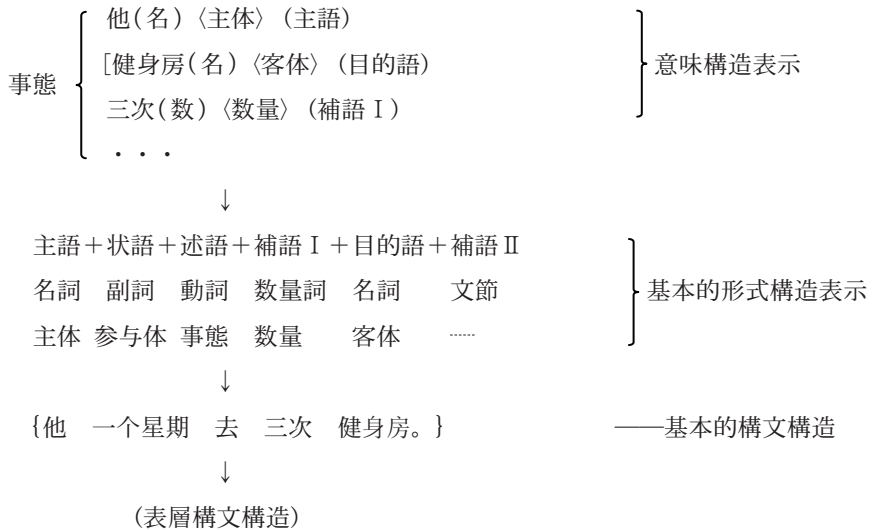 他(名)〈主体〉(主語)
[健身房(名)〈客体〉(目的語)
事態
意味構造表示
三次(数)〈数量〉(補語Ⅰ)
・・・
↓
主語+状語+述語+補語Ⅰ+目的語+補語Ⅱ
名詞 副詞 動詞 数量詞 名詞 文節
基本的形式構造表示
主体 参与体 事態 数量 客体 ……
↓
{他 一个星期 去 三次 健身房。} ——基本的構文構造
↓
(表層構文構造)